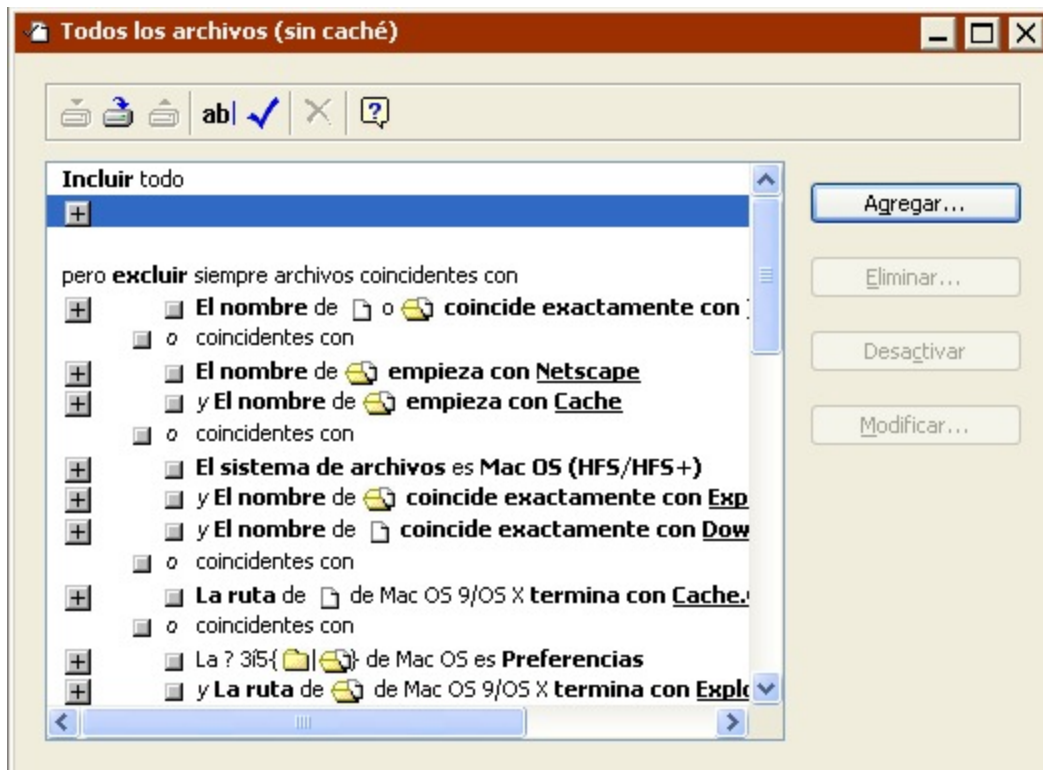 Todos los archivos (sin caché)
ab
Incluir todo
pero excluir siempre archivos coincidentes con
El nombre de o coincide exactamente con
o coincidentes con
El nombre de empieza con Netscape
y El nombre de empieza con Cache
o coincidentes con
El sistema de archivos es Mac OS (HFS/HFS+)
y El nombre de coincide exactamente con Exp
y El nombre de coincide exactamente con Dow
o coincidentes con
La ruta de de Mac OS 9/OS X termina con Cache.
o coincidentes con
La ? 3í5{ | } de Mac OS es Preferencias
y La ruta de de Mac OS 9/OS X termina con Explo
Agregar...
Eliminar...
Desactivar
Modificar...